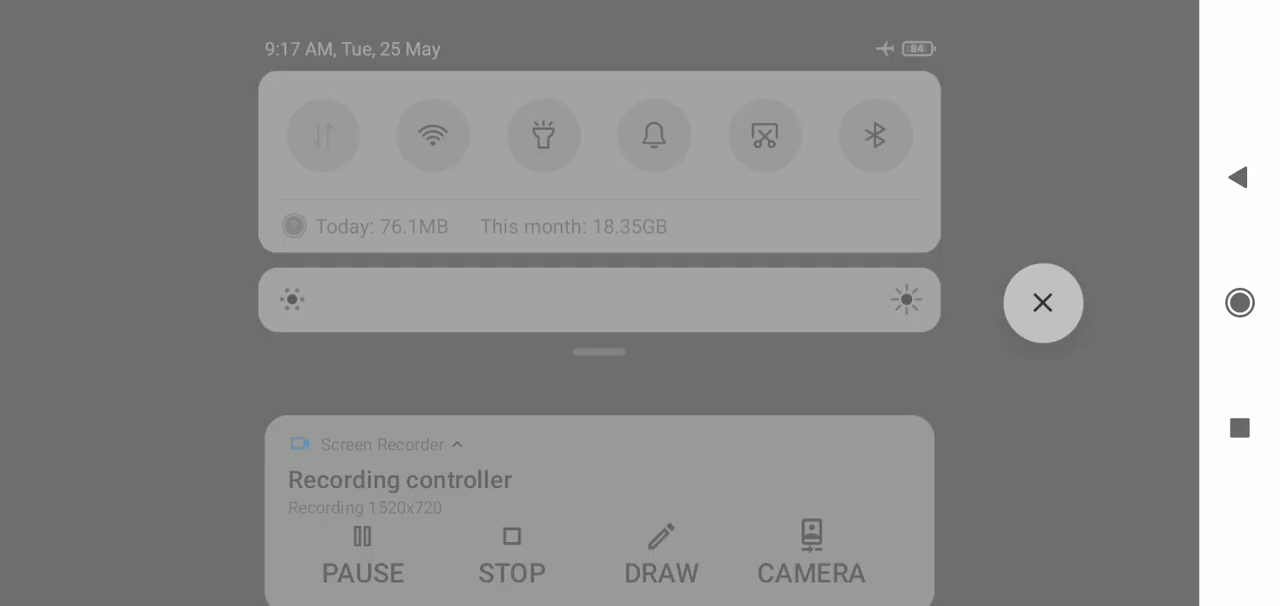 9:17 AM, Tue, 25 May
84
Today: 76.1MB This month: 18.35GB
Screen Recorder
Recording controller
Recording 1520x720
PAUSE STOP DRAW CAMERA